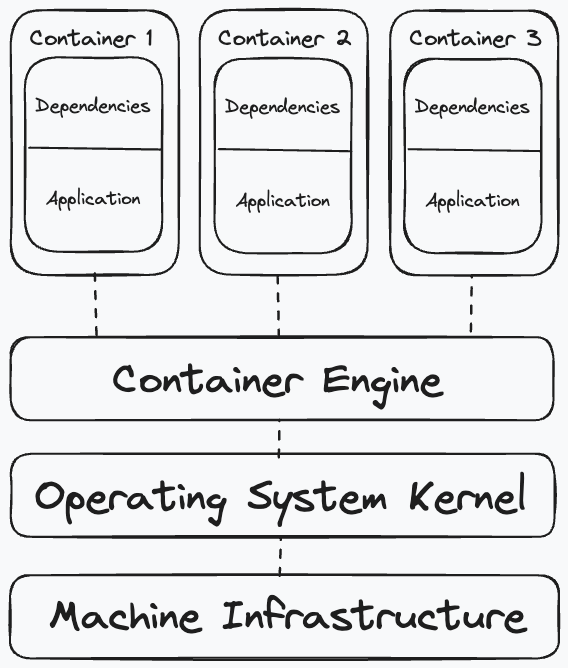 Container 1
Container 2
Container 3
Dependencies
Dependencies
Dependencies
Application
Application
Application
Container Engine
Operating System Kernel
Machine Infrastructure